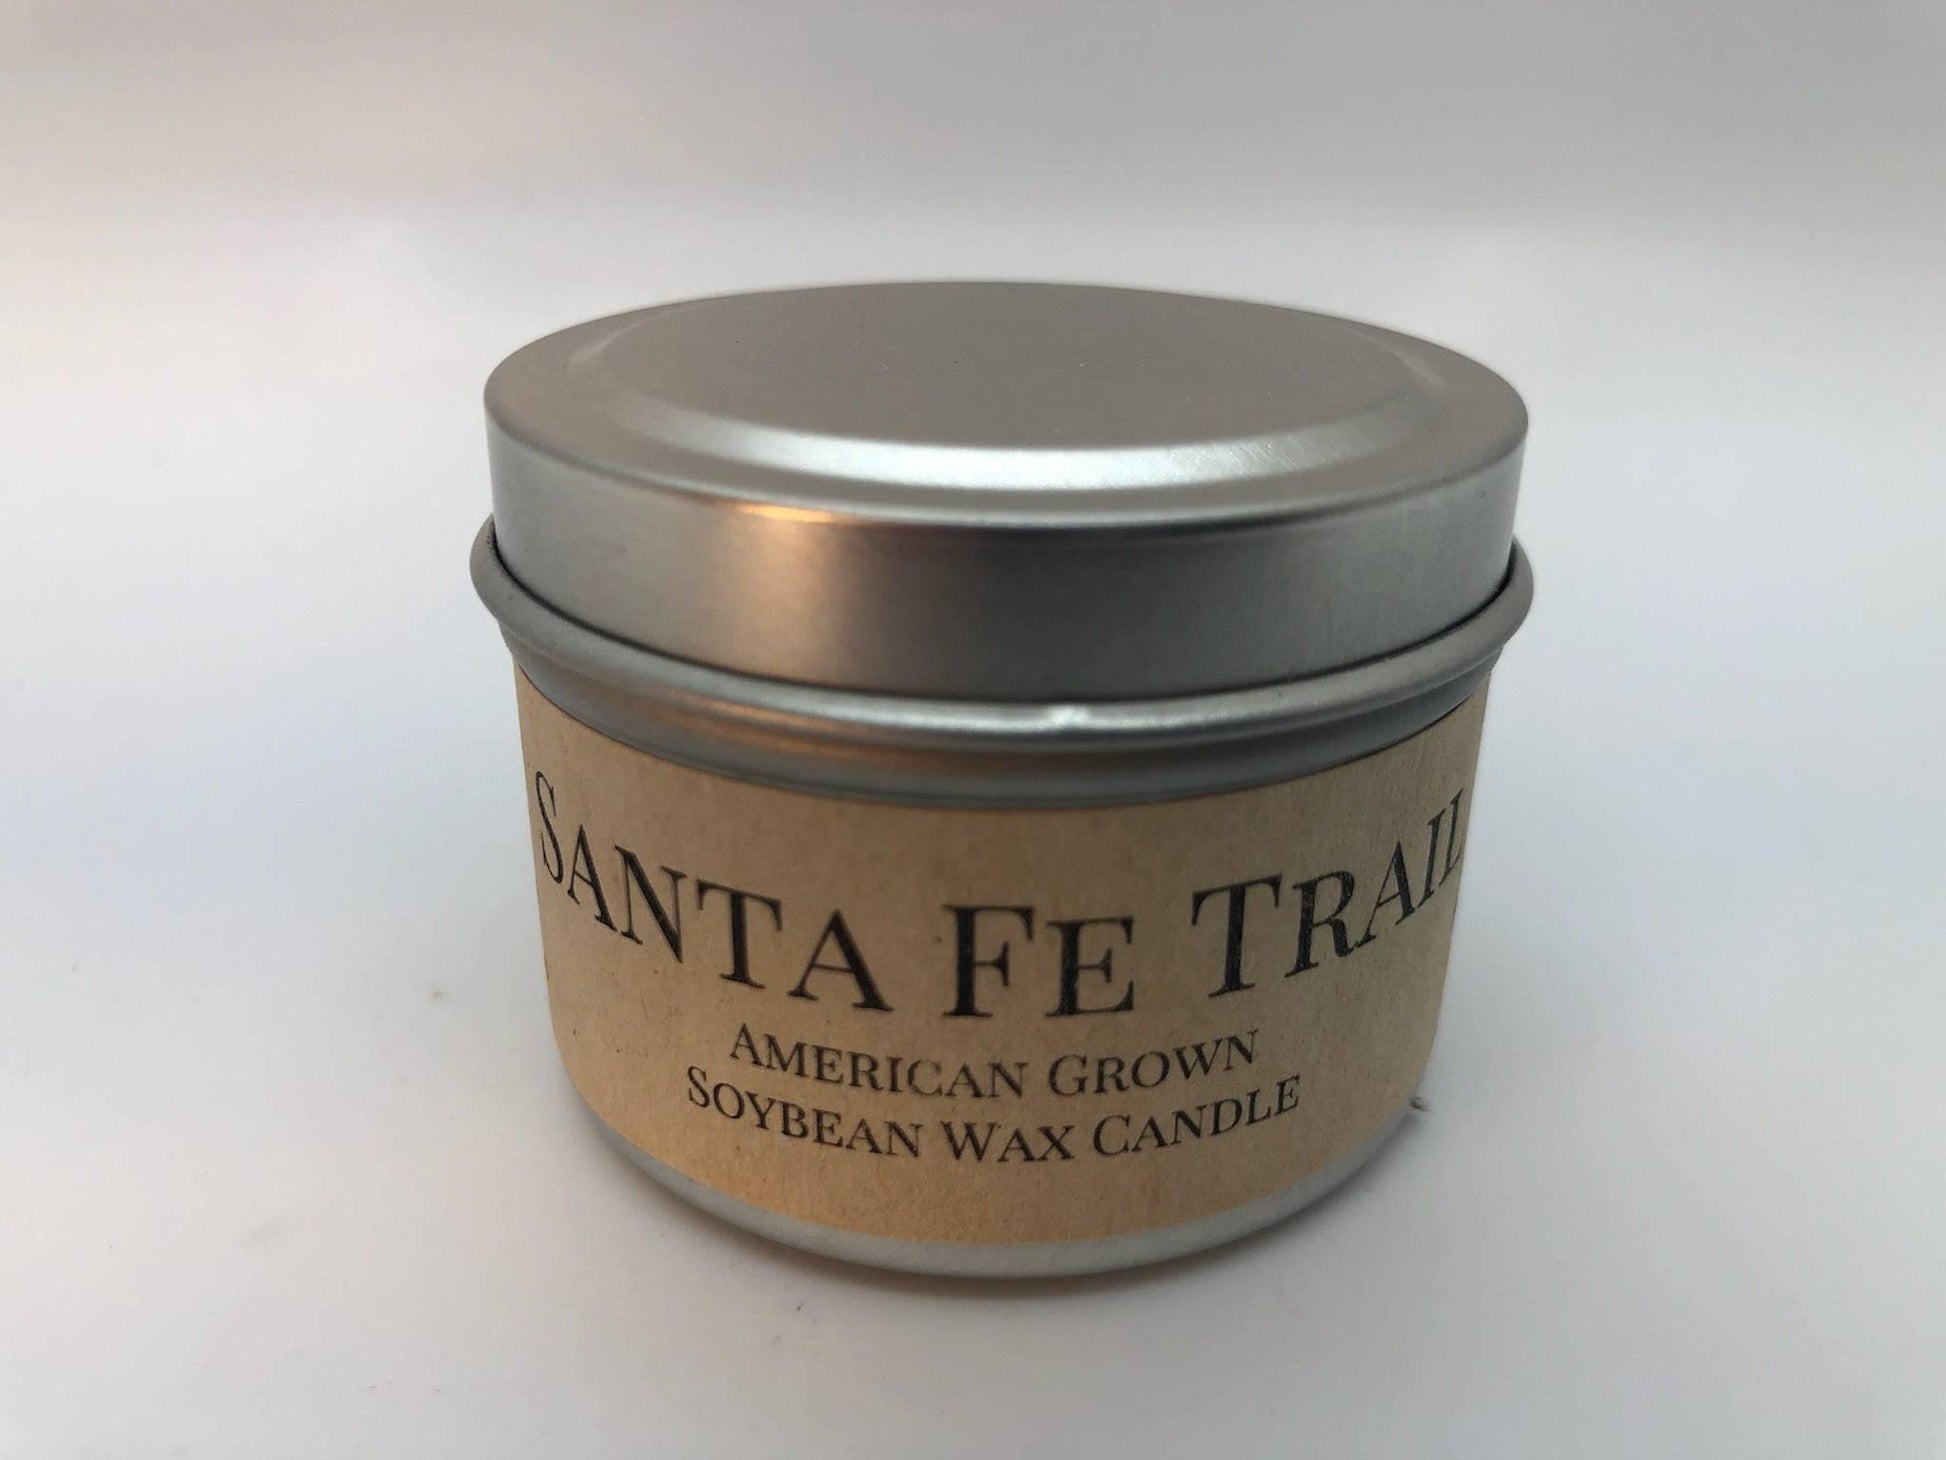 Santa Fe Trail
American Grown
Soybean Wax Candle